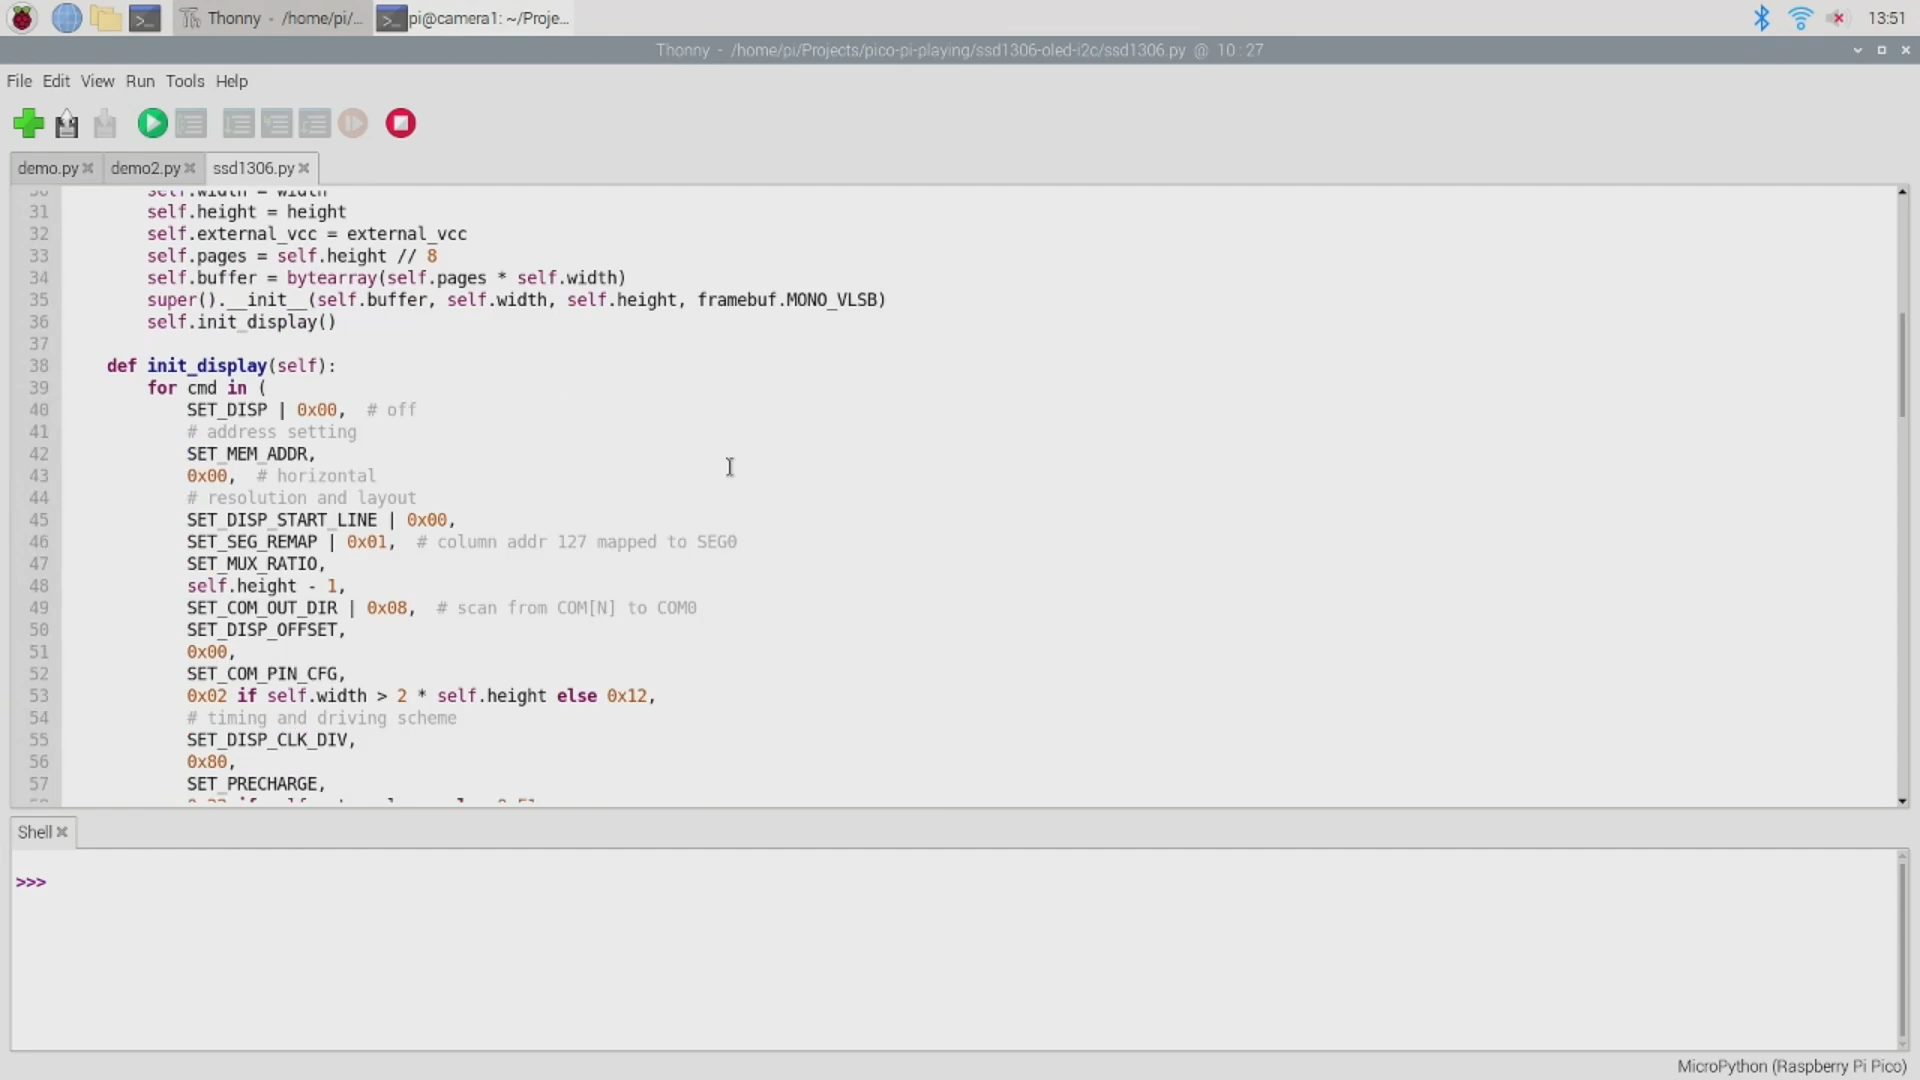 Thonny - /home/pi/...
pi@camera1: ~/Proje...
13:51
Thonny - /home/pi/Projects/pico-pi-playing/ssd1306-oled-i2c/ssd1306.py @ 10:27
File Edit View Run Tools Help
demo.py demo2.py ssd1306.py
30 self.width = width
31 self.height = height
32 self.external_vcc = external_vcc
33 self.pages = self.height // 8
34 self.buffer = bytearray(self.pages * self.width)
35 super().__init__(self.buffer, self.width, self.height, framebuf.MONO_VLSB)
36 self.init_display()
37
38 def init_display(self):
39 for cmd in (
40 SET_DISP | 0x00, # off
41 # address setting
42 SET_MEM_ADDR,
43 0x00, # horizontal
44 # resolution and layout
45 SET_DISP_START_LINE | 0x00,
46 SET_SEG_REMAP | 0x01, # column addr 127 mapped to SEG0
47 SET_MUX_RATIO,
48 self.height - 1,
49 SET_COM_OUT_DIR | 0x08, # scan from COM[N] to COM0
50 SET_DISP_OFFSET,
51 0x00,
52 SET_COM_PIN_CFG,
53 0x02 if self.width > 2 * self.height else 0x12,
54 # timing and driving scheme
55 SET_DISP_CLK_DIV,
56 0x80,
57 SET_PRECHARGE,
Shell
>>>
MicroPython (Raspberry Pi Pico)